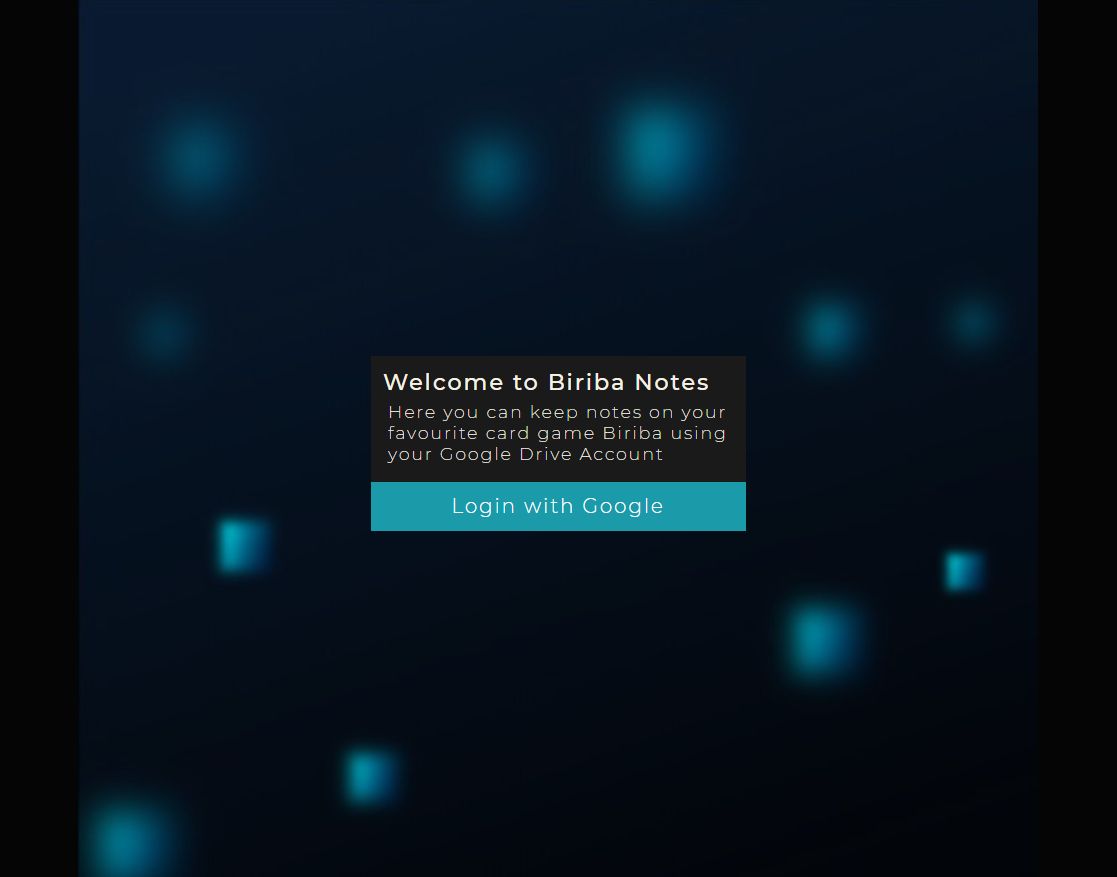 Welcome to Biriba Notes
Here you can keep notes on your
favourite card game Biriba using
your Google Drive Account
Login with Google